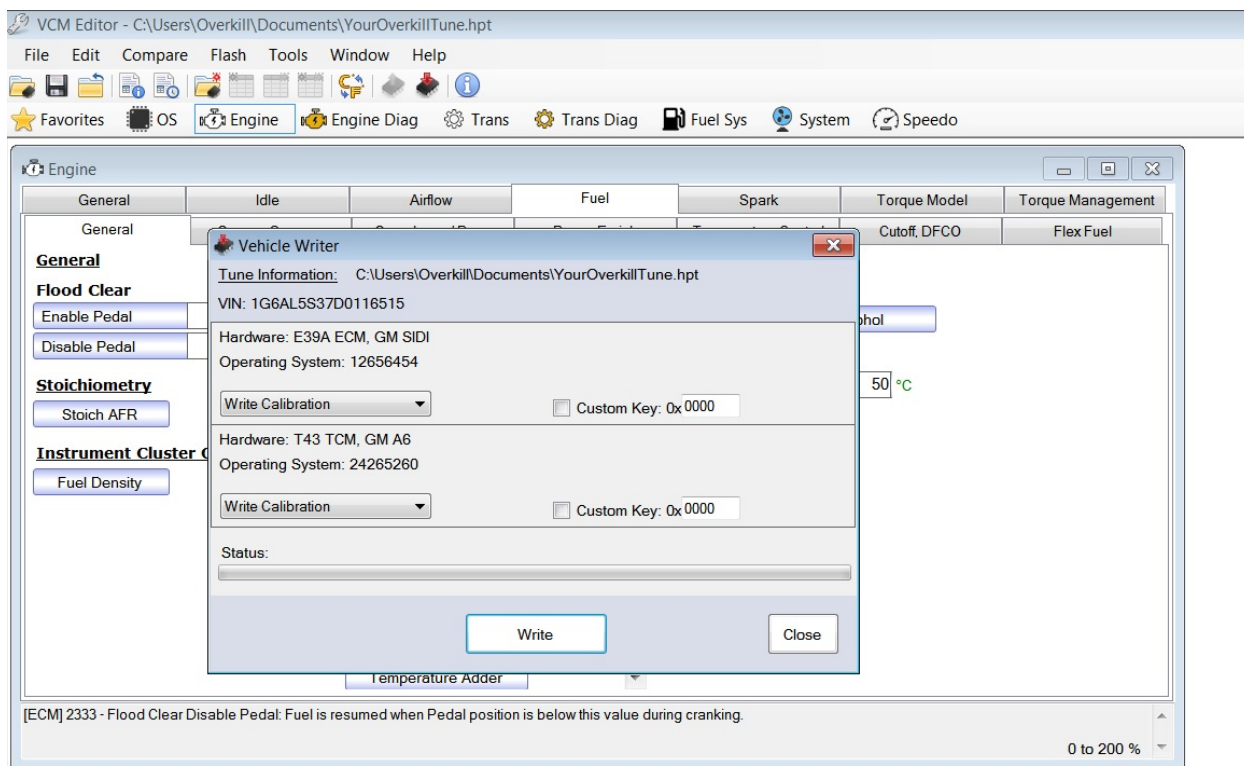 VCM Editor - C:\Users\Overkill\Documents\YourOverkillTune.hpt
File Edit Compare Flash Tools Window Help
Favorites OS Engine Engine Diag Trans Trans Diag Fuel Sys System Speedo
Engine
General Idle Airflow Fuel Spark Torque Model Torque Management
General Cutoff, DFCO Flex Fuel
Vehicle Writer
General
Tune Information: C:\Users\Overkill\Documents\YourOverkillTune.hpt
Flood Clear
VIN: 1G6AL5S37D0116515
Enable Pedal
Hardware: E39A ECM, GM SIDI
Disable Pedal
Operating System: 12656454
Stoichiometry
50 °C
Write Calibration Custom Key: 0x 0000
Stoich AFR
Hardware: T43 TCM, GM A6
Instrument Cluster
Operating System: 24265260
Fuel Density
Write Calibration Custom Key: 0x 0000
Status:
Write Close
Temperature Adder
[ECM] 2333 - Flood Clear Disable Pedal: Fuel is resumed when Pedal position is below this value during cranking.
0 to 200 %